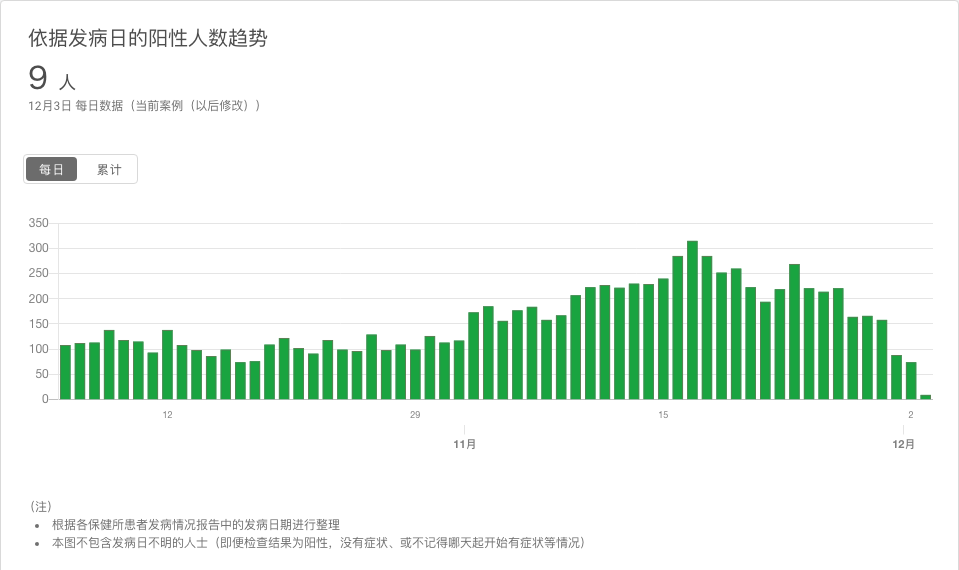 依据发病日的阳性人数趋势
9 人
12月3日 每日数据（当前案例（以后修改））
每日 累计
350
300
250
200
150
100
50
0
12 29 15 2
11月 12月
(注)
• 根据各保健所患者发病情况报告中的发病日期进行整理
• 本图不包含发病日不明的人士（即便检查结果为阳性，没有症状、或不记得哪天起开始有症状等情况）